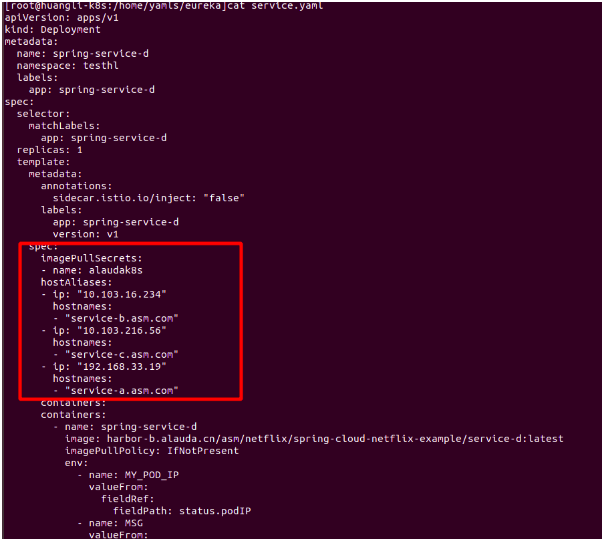 [root@huangli-k8s:/home/yamls/eureka]cat service.yaml
apiVersion: apps/v1
kind: Deployment
metadata:
  name: spring-service-d
  namespace: testhl
  labels:
    app: spring-service-d
spec:
  selector:
    matchLabels:
      app: spring-service-d
  replicas: 1
  template:
    metadata:
      annotations:
        sidecar.istio.io/inject: "false"
      labels:
        app: spring-service-d
        version: v1
    spec:
      imagePullSecrets:
      - name: alaudak8s
      hostAliases:
      - ip: "10.103.16.234"
        hostnames:
        - "service-b.asm.com"
      - ip: "10.103.216.56"
        hostnames:
        - "service-c.asm.com"
      - ip: "192.168.33.19"
        hostnames:
        - "service-a.asm.com"
      containers:
      containers:
        - name: spring-service-d
          image: harbor-b.alauda.cn/asm/netflix/spring-cloud-netflix-example/service-d:latest
          imagePullPolicy: IfNotPresent
          env:
            - name: MY_POD_IP
              valueFrom:
                fieldRef:
                  fieldPath: status.podIP
            - name: MSG
              valueFrom: